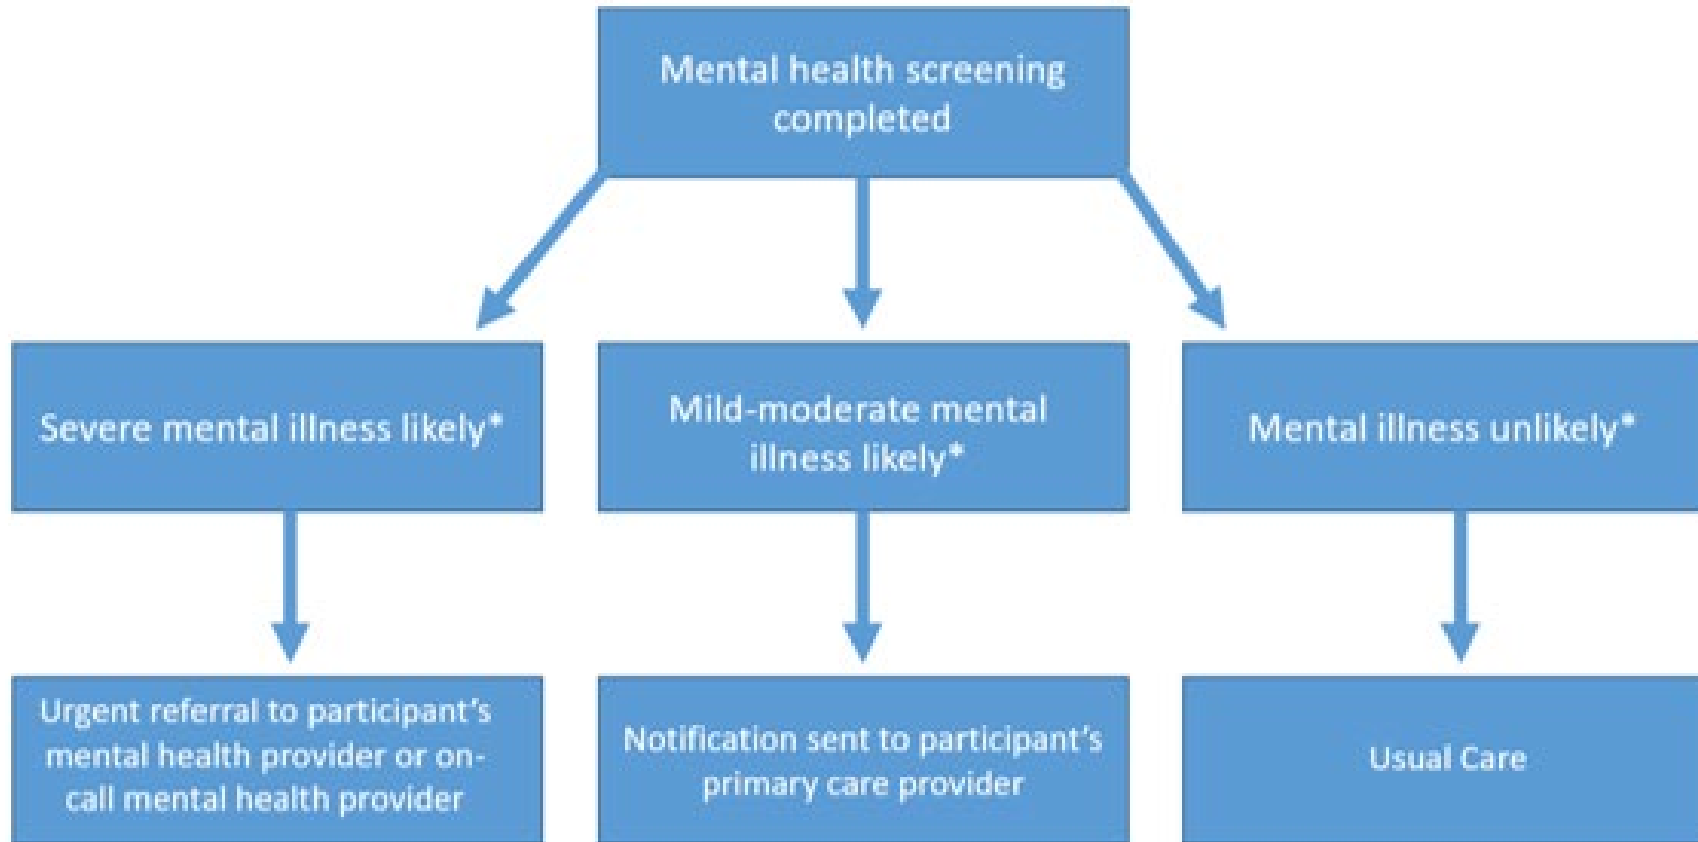 Mental health screening
completed
Severe mental illness likely*
Mild-moderate mental
illness likely*
Mental illness unlikely*
Urgent referral to participant’s
mental health provider or on-
call mental health provider
Notification sent to participant’s
primary care provider
Usual Care